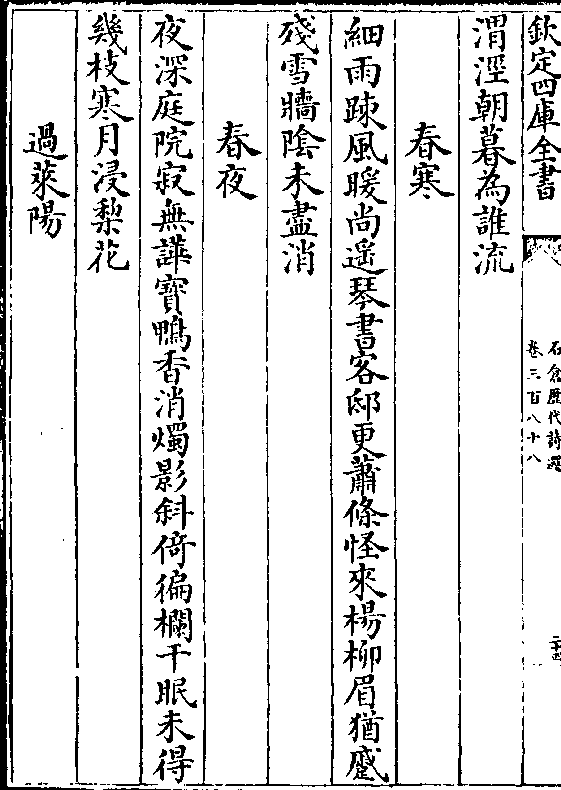 欽定四庫全書
石倉歷代詩選
卷三百八十八
二十四
渭涇朝暮為誰流
春寒
細雨踈風暖尚遥琴書客邸更蕭條怪來楊柳眉猶蹙
殘雪牆陰未盡消
春夜
夜深庭院寂無譁寳鴨香消燭影斜倚徧欄干眠未得
幾枝寒月浸梨花
過萊陽